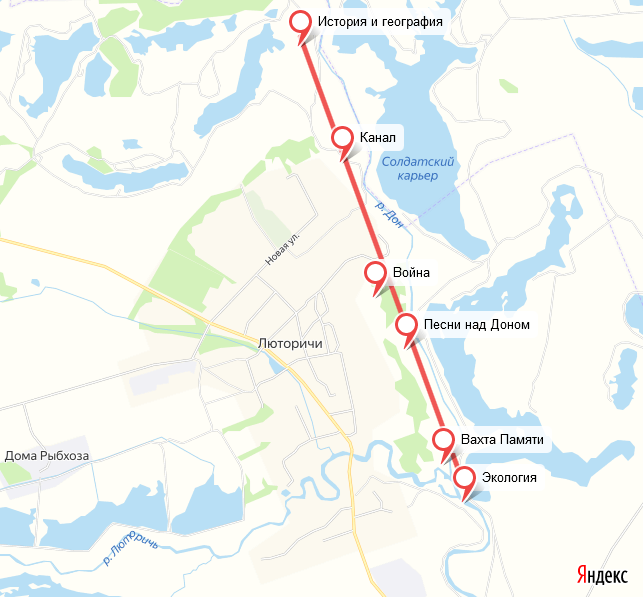 История и география
Канал
Солдатский
карьер
р. Дон
Новая ул.
Война
Песни над Доном
Люторичи
Вахта Памяти
Дома Рыбхоза
Экология
р. Люторичь
Яндекс